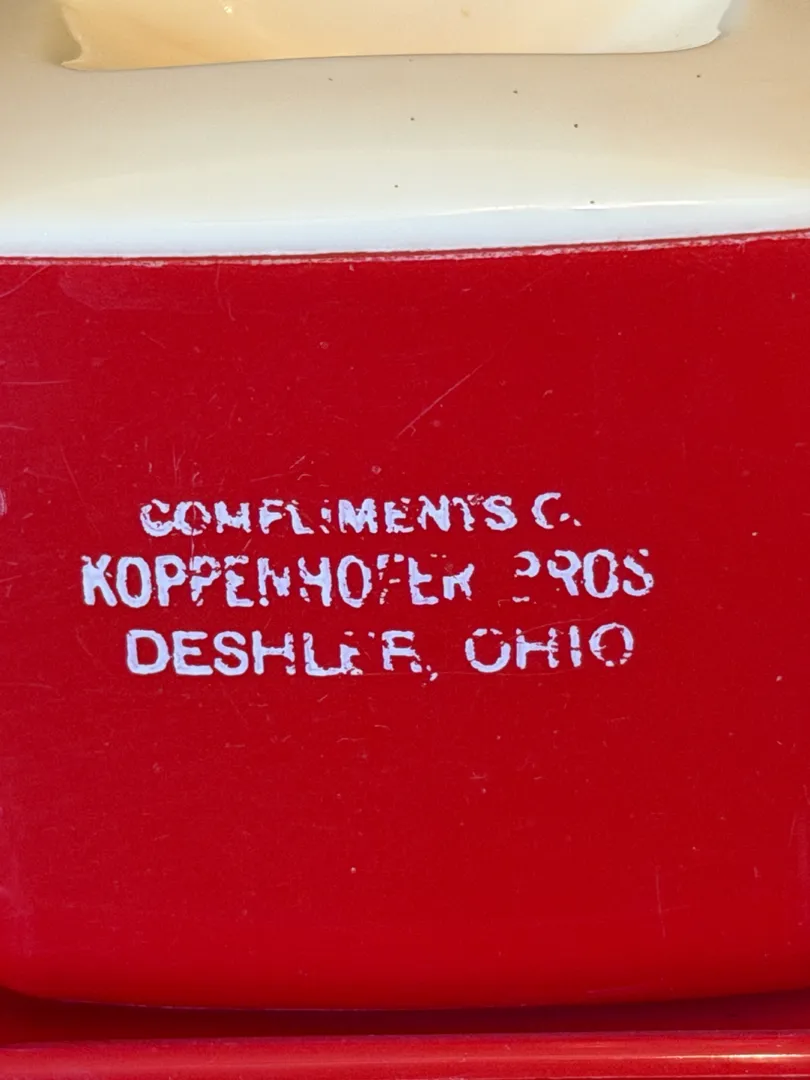 COMPLIMENTS OF
KOPPENHOFER BROS
DESHLER, OHIO